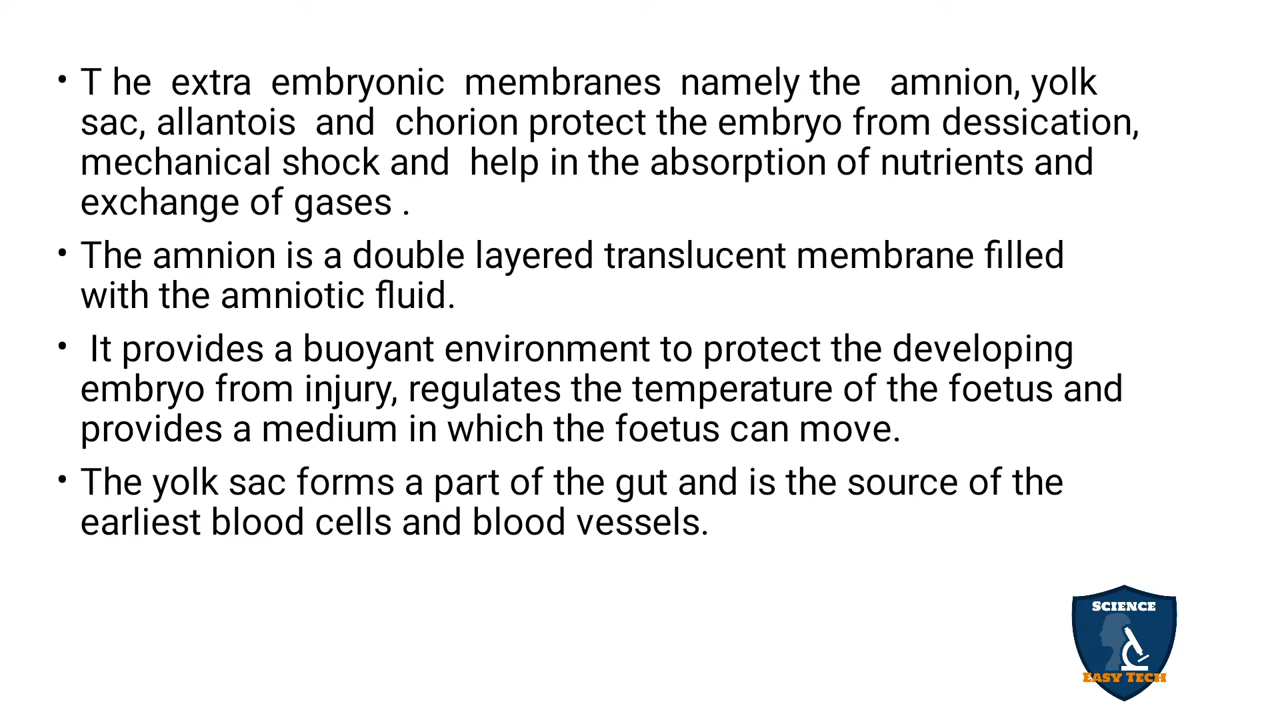 • T he extra embryonic membranes namely the amnion, yolk
sac, allantois and chorion protect the embryo from dessication,
mechanical shock and help in the absorption of nutrients and
exchange of gases .
• The amnion is a double layered translucent membrane filled
with the amniotic fluid.
• It provides a buoyant environment to protect the developing
embryo from injury, regulates the temperature of the foetus and
provides a medium in which the foetus can move.
• The yolk sac forms a part of the gut and is the source of the
earliest blood cells and blood vessels.
SCIENCE
EASY TECH